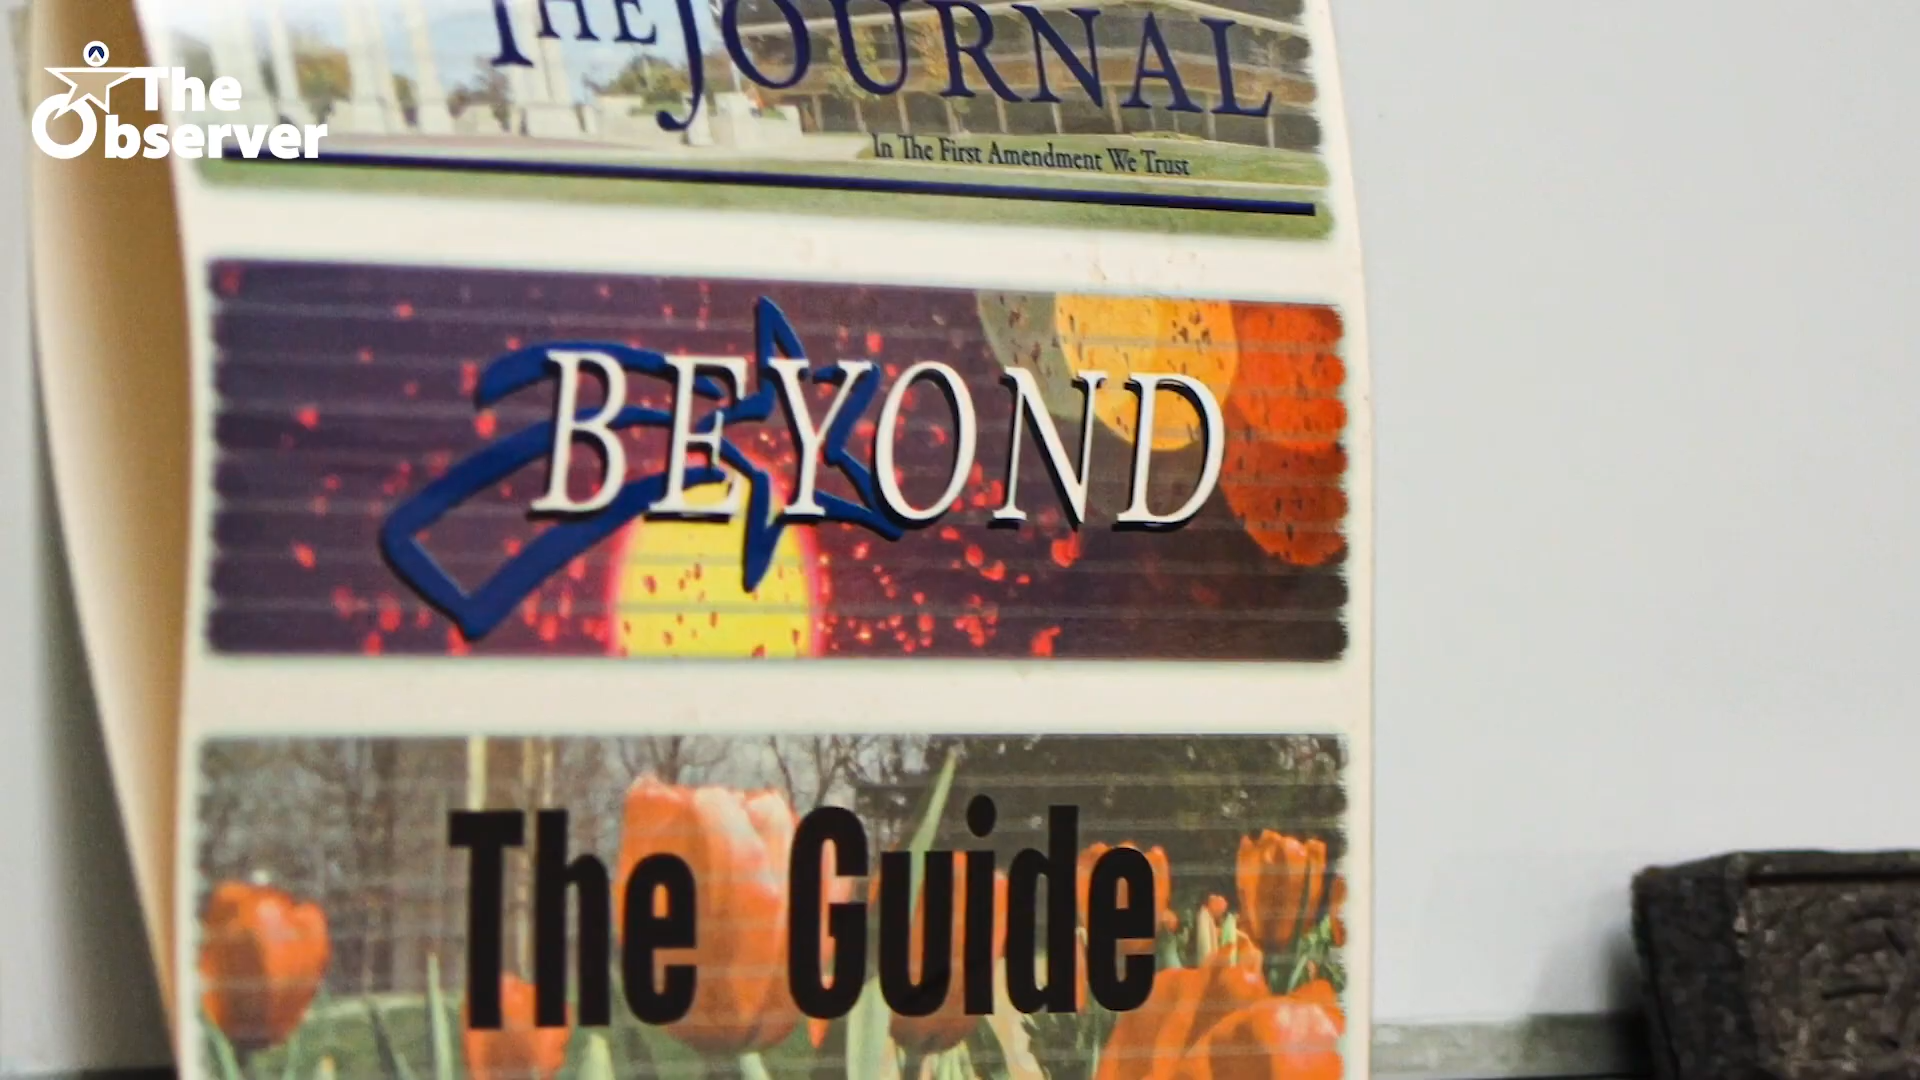 The
Observer
THE JOURNAL
In The First Amendment We Trust
BEYOND
The Guide